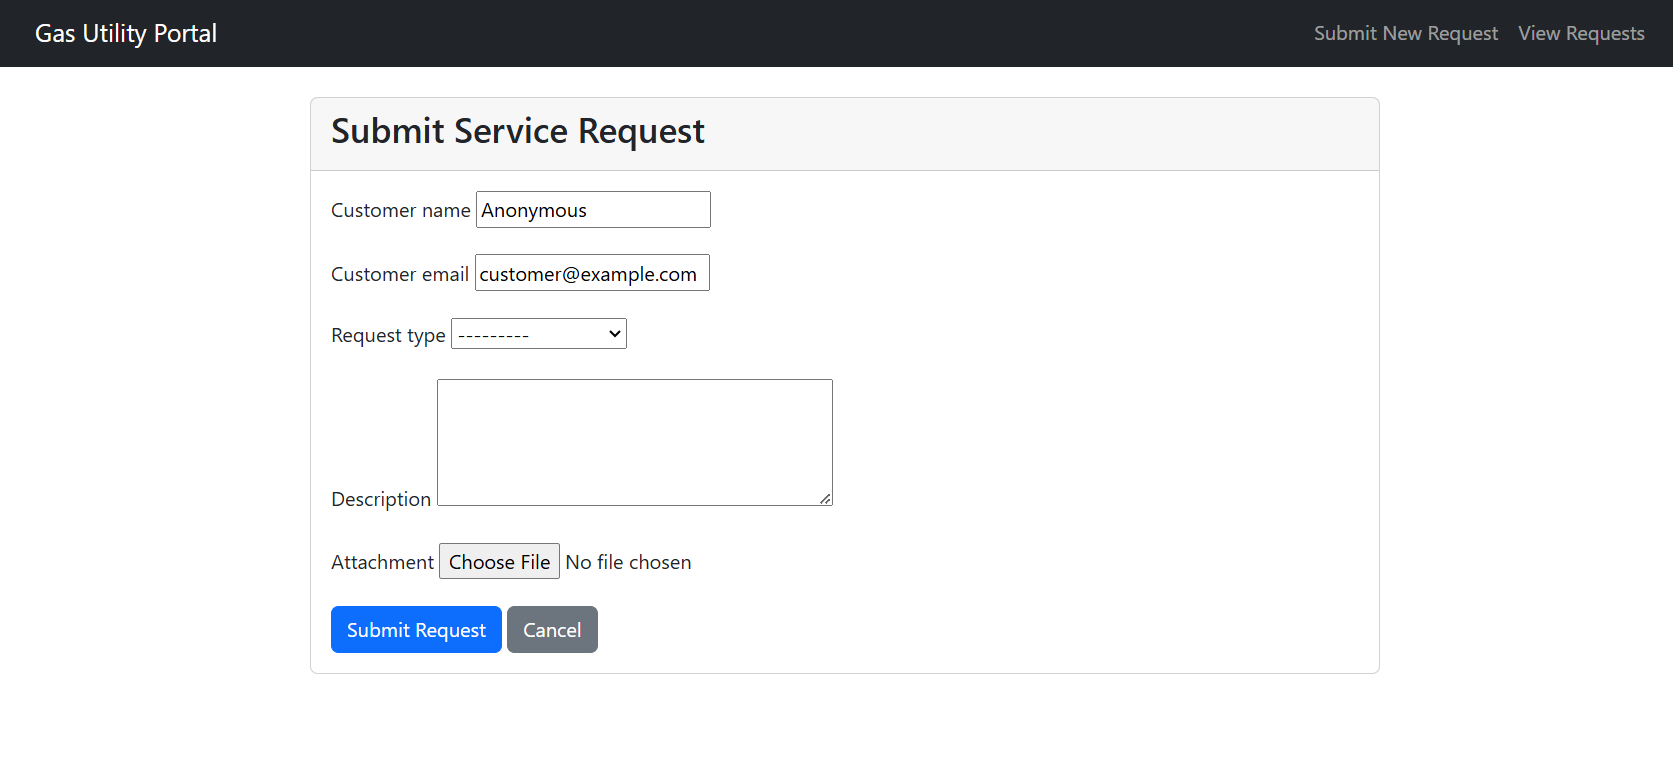 Gas Utility Portal
Submit New Request View Requests
Submit Service Request
Customer name Anonymous
Customer email customer@example.com
Request type ---------
Description
Attachment Choose File No file chosen
Submit Request Cancel